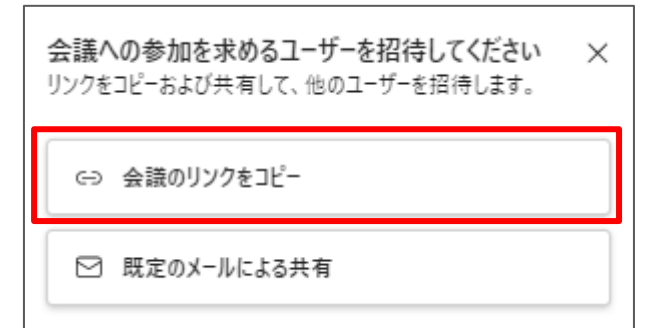 会議への参加を求めるユーザーを招待してください
リンクをコピーおよび共有して、他のユーザーを招待します。
会議のリンクをコピー
既定のメールによる共有